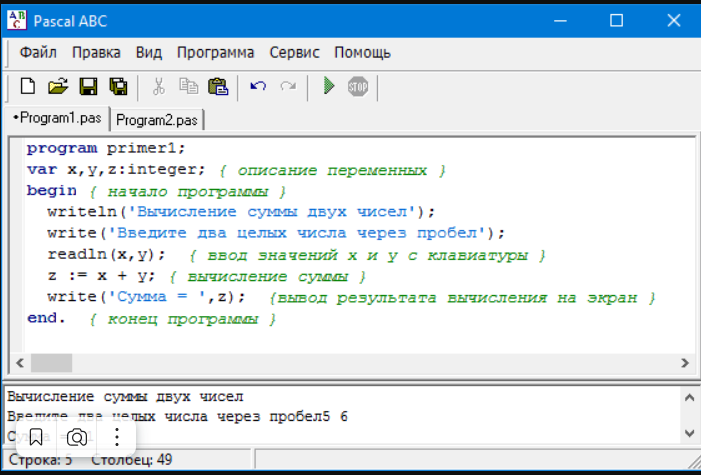 Pascal ABC
Файл Правка Вид Программа Сервис Помощь
STOP
•Program1.pas Program2.pas
program primer1;
var x,y,z:integer; { описание переменных }
begin { начало программы }
writeln('Вычисление суммы двух чисел');
write('Введите два целых числа через пробел');
readln(x,y); { ввод значений x и y с клавиатуры }
z := x + y; { вычисление суммы }
write('Сумма = ',z); {вывод результата вычисления на экран }
end. { конец программы }
Вычисление суммы двух чисел
Введите два целых числа через пробел5 6
Строка: 5 Столбец: 49